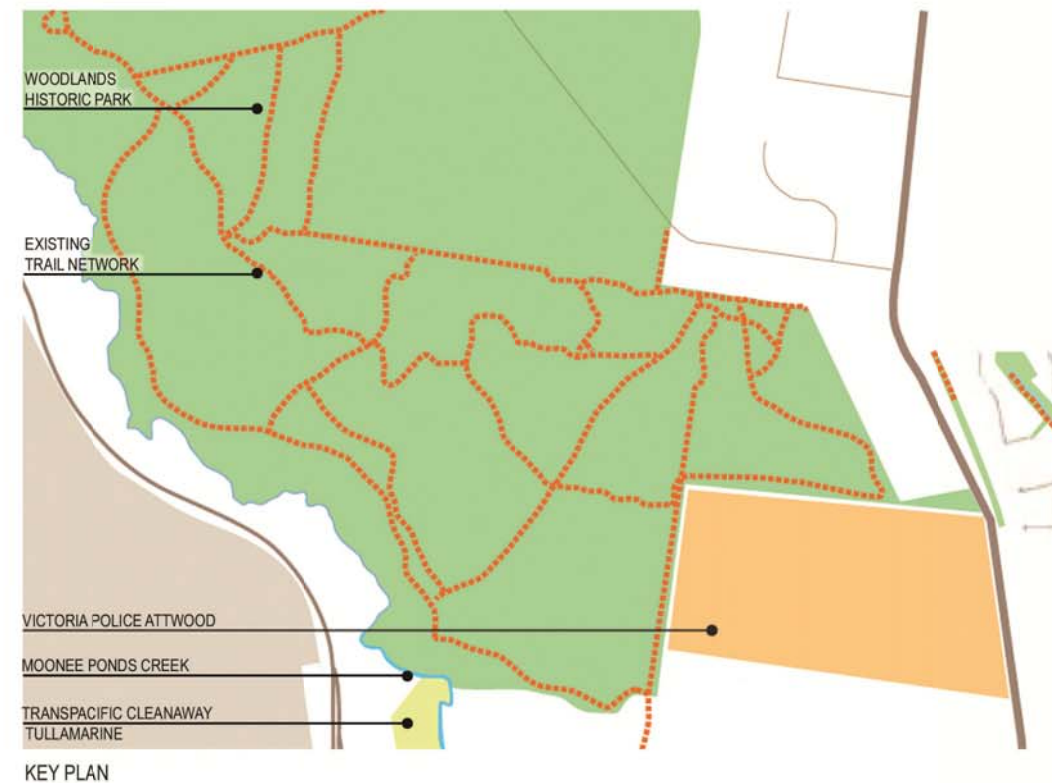 WOODLANDS
HISTORIC PARK
EXISTING
TRAIL NETWORK
VICTORIA POLICE ATTWOOD
MOONEE PONDS CREEK
TRANSPACIFIC CLEANAWAY
TULLAMARINE
KEY PLAN